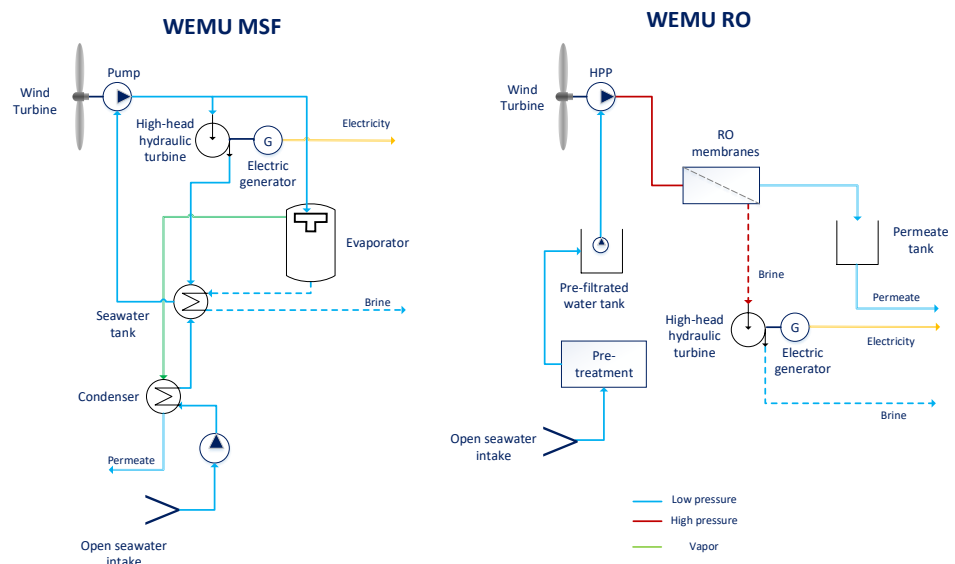 WEMU MSF
Pump
Wind
Turbine
High-head
hydraulic
turbine
G
Electricity
Electric
generator
Evaporator
Seawater
tank
Brine
Condenser
Permeate
Open seawater
intake
WEMU RO
HPP
Wind
Turbine
RO
membranes
Permeate
tank
Pre-filtrated
water tank
Brine
Permeate
High-head
hydraulic
turbine
G
Electricity
Electric
generator
Pre-
treatment
Brine
Open seawater
intake
Low pressure
High pressure
Vapor